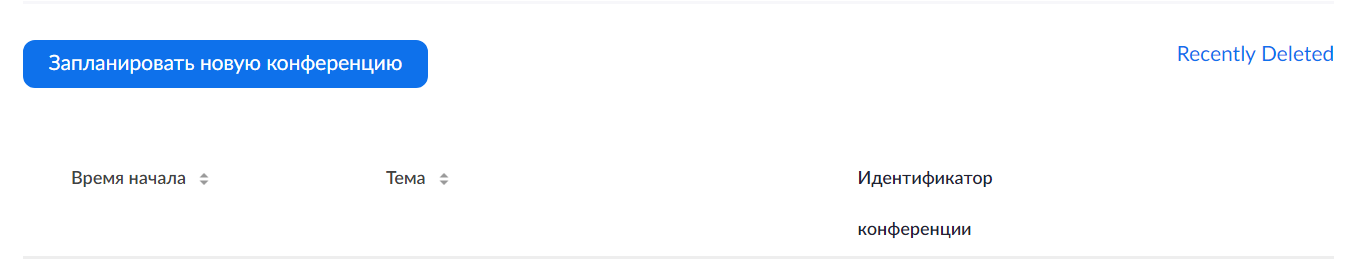 Запланировать новую конференцию
Recently Deleted
Время начала
Тема
Идентификатор
конференции